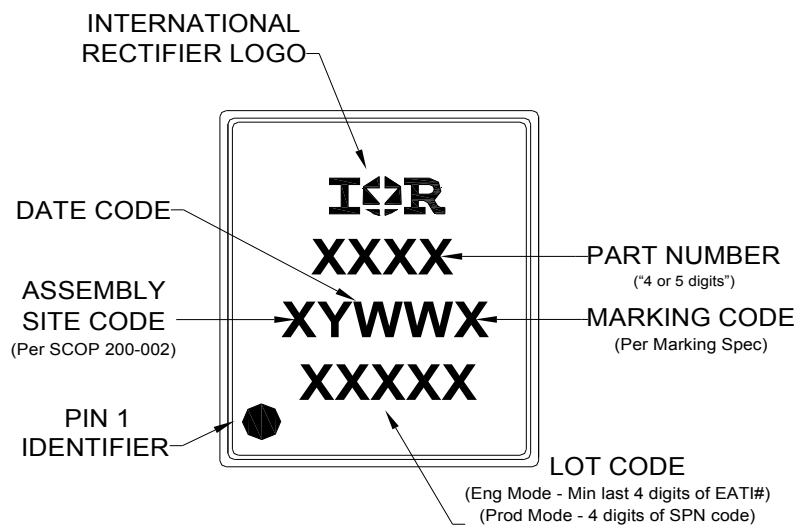 INTERNATIONAL
RECTIFIER LOGO
IOR
DATE CODE
XXXX
PART NUMBER
(“4 or 5 digits”)
ASSEMBLY
SITE CODE
(Per SCOP 200-002)
XYWWX
MARKING CODE
(Per Marking Spec)
XXXXX
PIN 1
IDENTIFIER
LOT CODE
(Eng Mode - Min last 4 digits of EATI#)
(Prod Mode - 4 digits of SPN code)